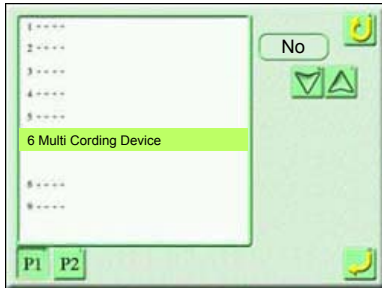 1 ----
2 ----
No
3 ----
4 ----
5 ----
6 Multi Cording Device
8 ----
9 ----
P1 P2